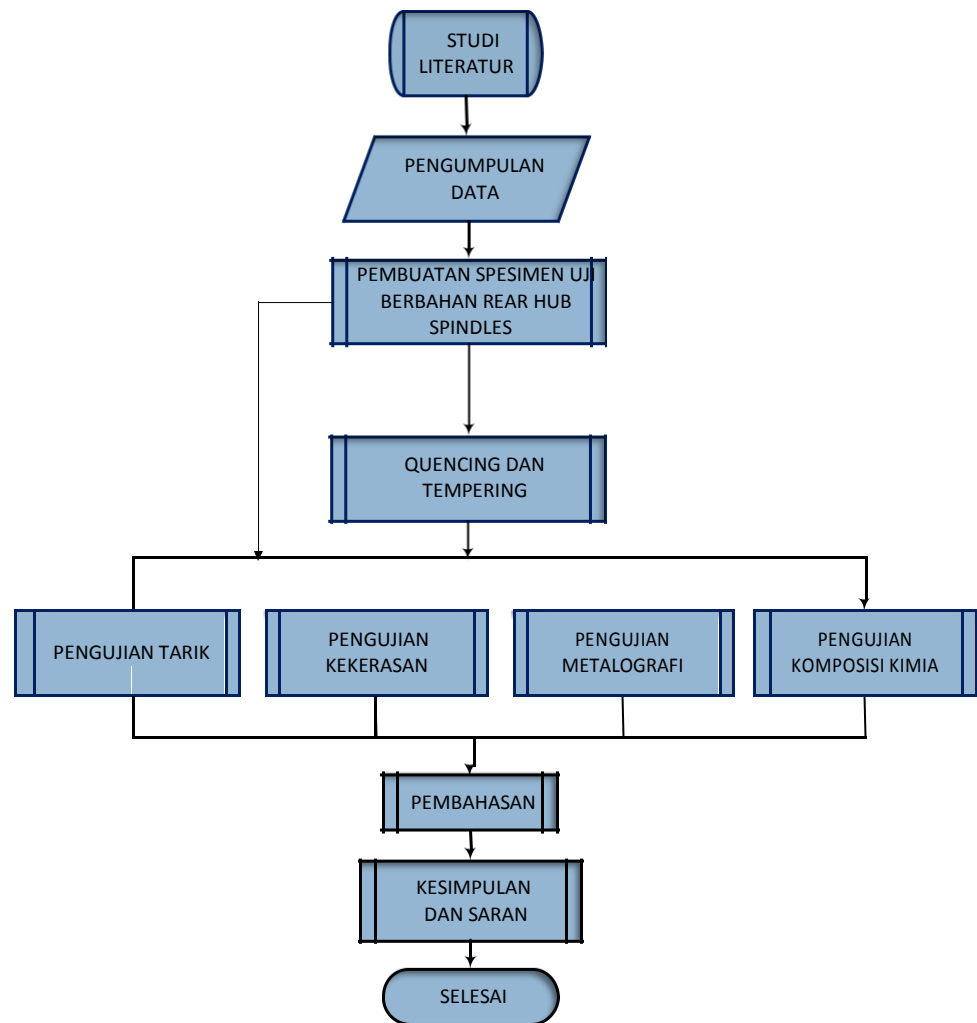 STUDI
LITERATUR
PENGUMPULAN
DATA
PEMBUATAN SPESIMEN UJI
BERBAHAN REAR HUB
SPINDLES
QUENCING DAN
TEMPERING
PENGUJIAN TARIK
PENGUJIAN
KEKERASAN
PENGUJIAN
METALOGRAFI
PENGUJIAN
KOMPOSISI KIMIA
PEMBAHASAN
KESIMPULAN
DAN SARAN
SELESAI